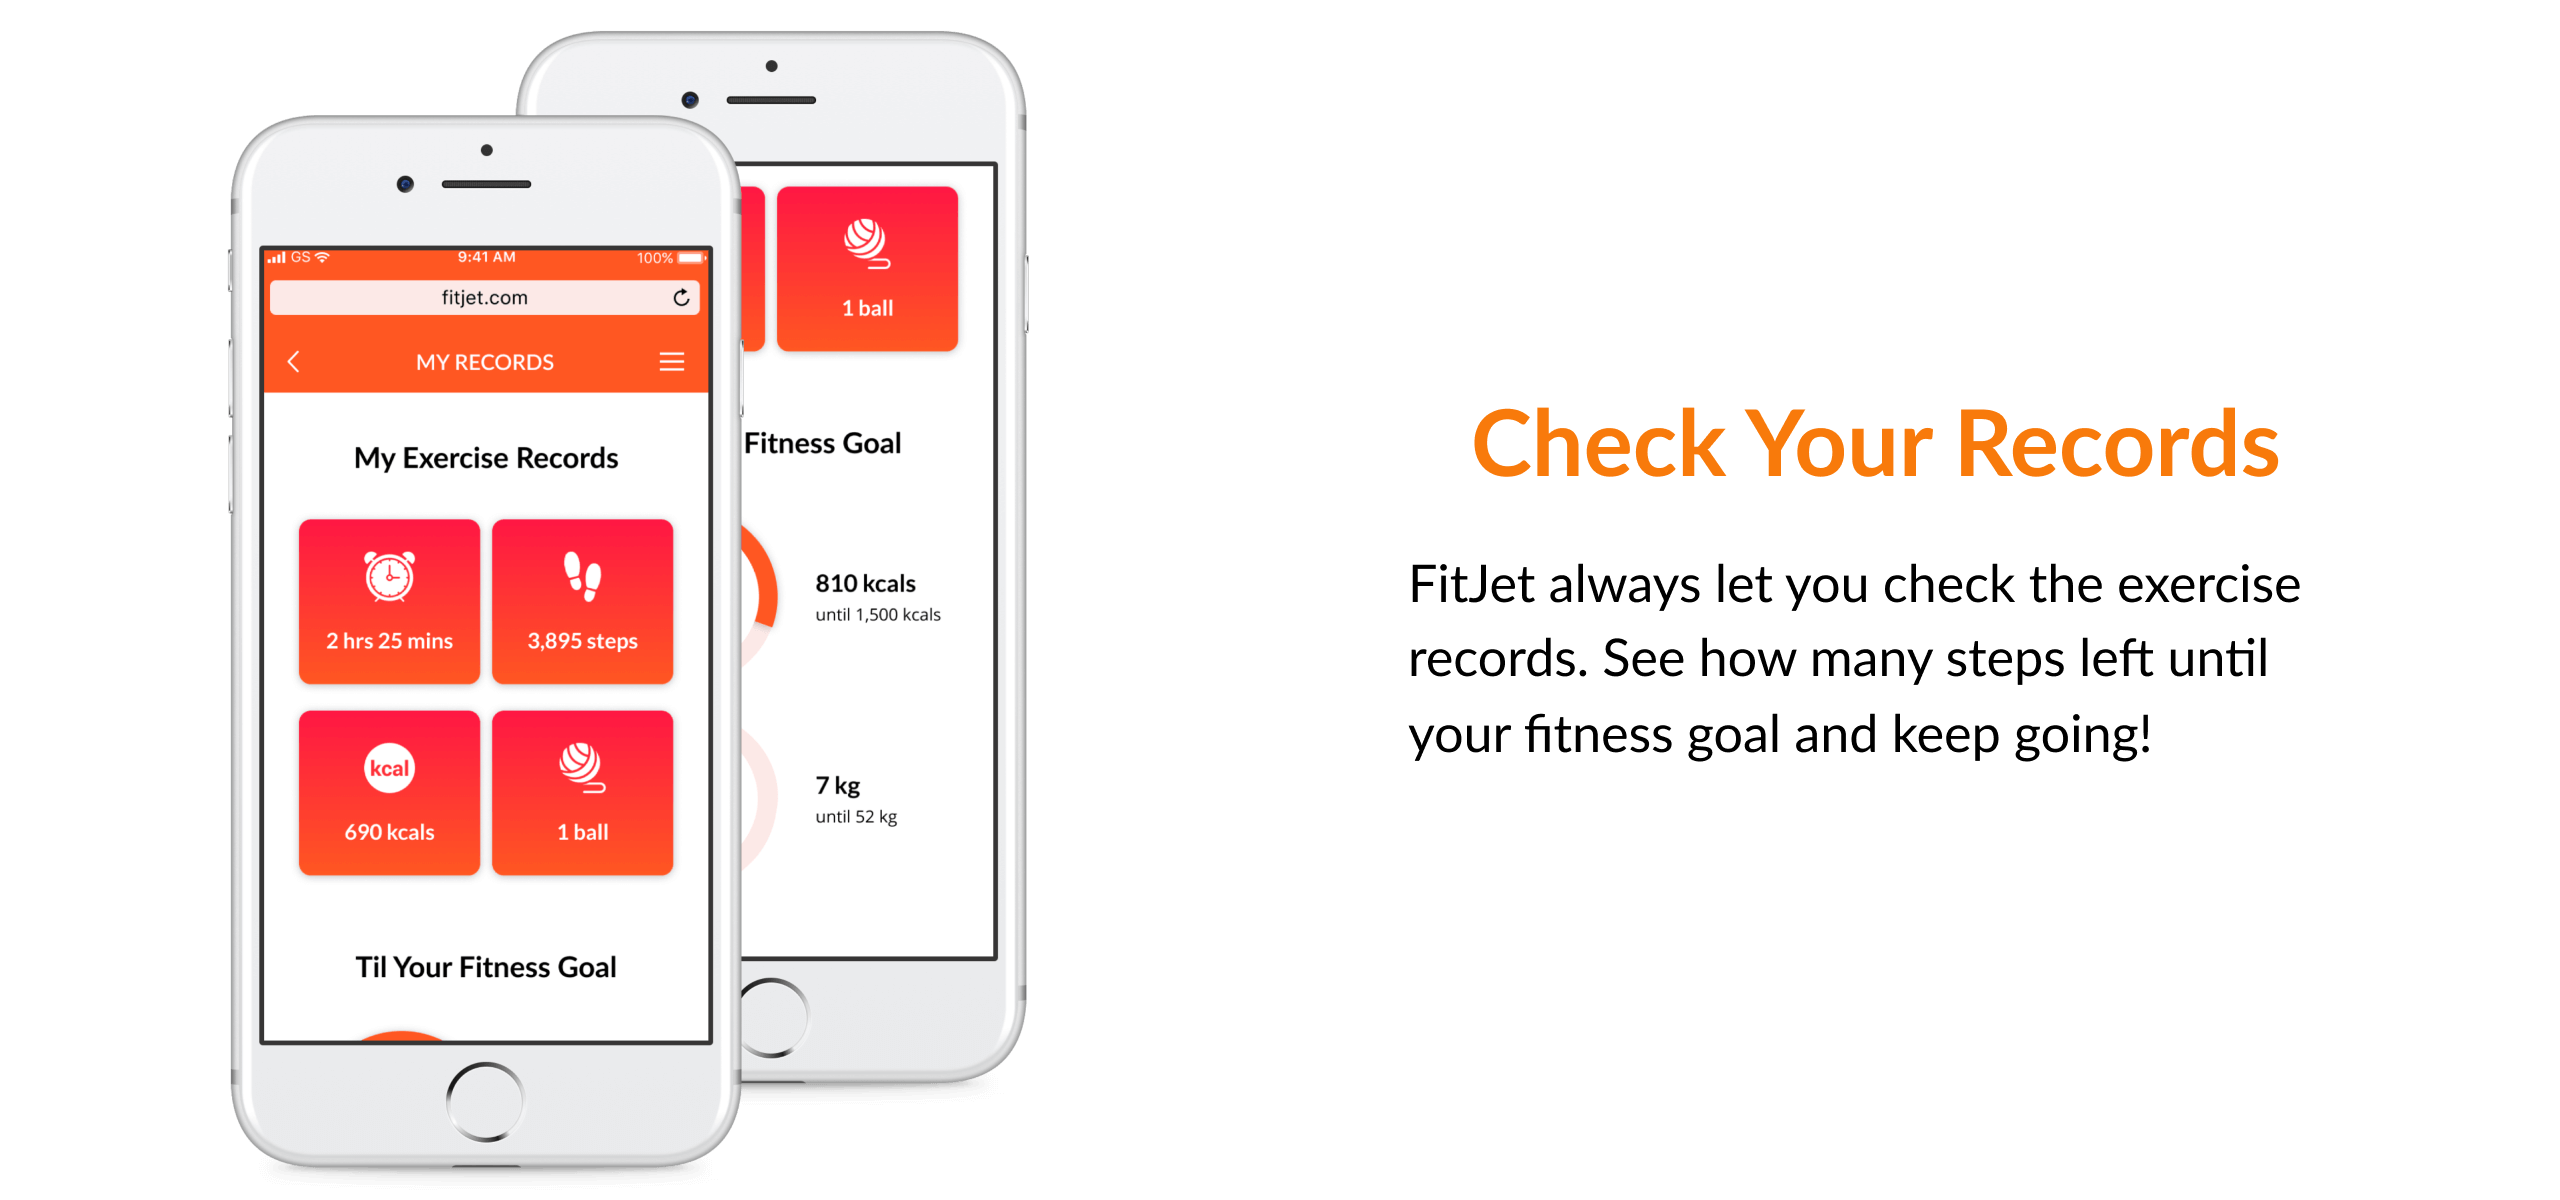 GS
9:41 AM
100%
fitjet.com
MY RECORDS
My Exercise Records
2 hrs 25 mins
3,895 steps
kcal
690 kcals
1 ball
Til Your Fitness Goal
1 ball
Fitness Goal
810 kcals
until 1,500 kcals
7 kg
until 52 kg
Check Your Records
FitJet always let you check the exercise
records. See how many steps left until
your fitness goal and keep going!